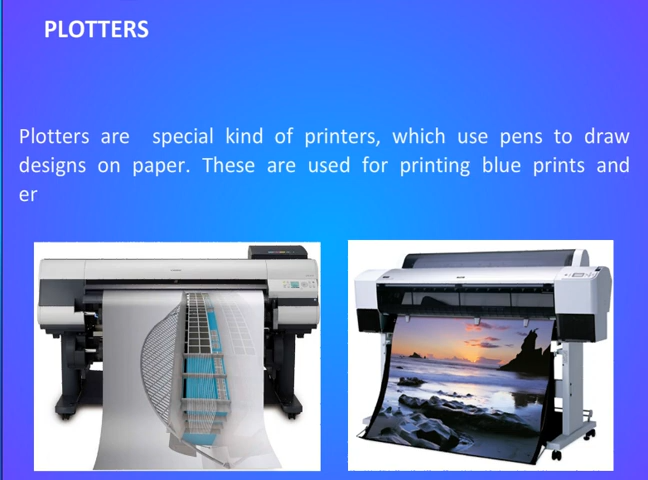 PLOTTERS
Plotters are special kind of printers, which use pens to draw
designs on paper. These are used for printing blue prints and
er